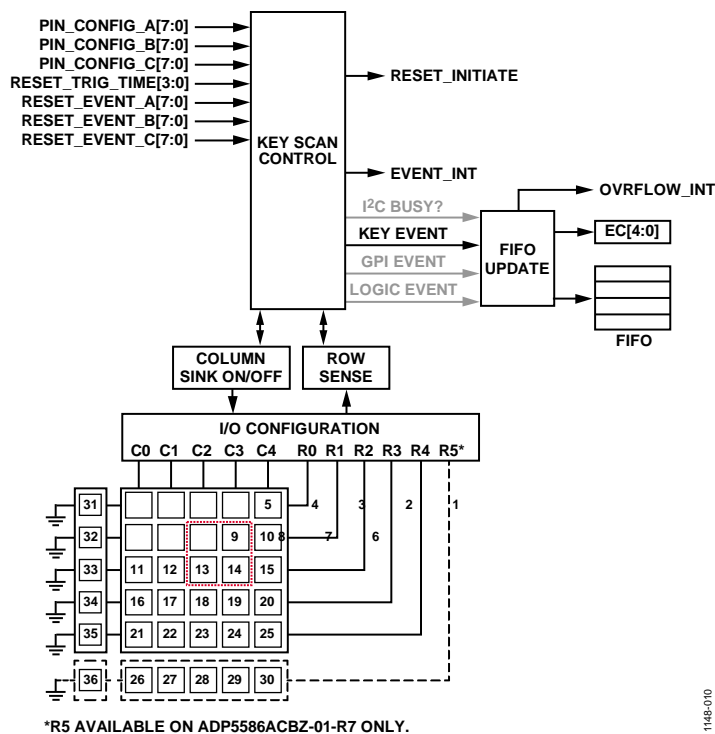 PIN_CONFIG_A[7:0]
PIN_CONFIG_B[7:0]
PIN_CONFIG_C[7:0]
RESET_TRIG_TIME[3:0]
RESET_EVENT_A[7:0]
RESET_EVENT_B[7:0]
RESET_EVENT_C[7:0]
KEY SCAN
CONTROL
RESET_INITIATE
EVENT_INT
I2C BUSY?
KEY EVENT
GPI EVENT
LOGIC EVENT
FIFO
UPDATE
OVRFLOW_INT
EC[4:0]
FIFO
COLUMN
SINK ON/OFF
ROW
SENSE
I/O CONFIGURATION
C0 C1 C2 C3 C4 R0 R1 R2 R3 R4 R5*
31 5 4 3 2 1
32 9 10 8 7 6
33 11 12 13 14 15
34 16 17 18 19 20
35 21 22 23 24 25
36 26 27 28 29 30
*R5 AVAILABLE ON ADP5586ACBZ-01-R7 ONLY.
1148-010